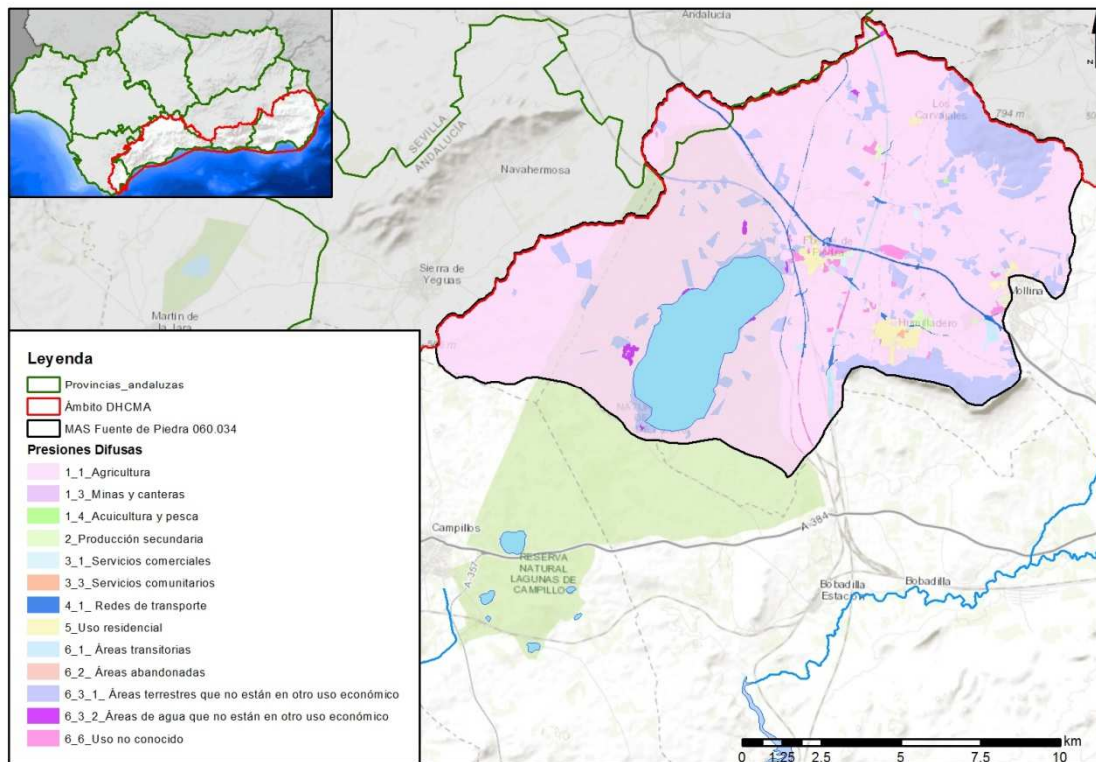 Andalucía
z
Los
Carvajales
794 m
SEVILLA
ANDALUCÍA
Navahermosa
Fuente de
Piedra
Sierra de
Yeguas
Mollina
Humilladero
Martín de
la Jara
Campillos
A-384
A-357
RESERVA
NATURAL
LAGUNAS DE
CAMPILLO
Bobadilla
Estación
Bobadilla
Leyenda
Provincias_andaluzas
Ámbito DHCMA
MAS Fuente de Piedra 060.034
Presiones Difusas
1_1_Agricultura
1_3_Minas y canteras
1_4_Acuicultura y pesca
2_Producción secundaria
3_1_Servicios comerciales
3_3_Servicios comunitarios
4_1_ Redes de transporte
5_Uso residencial
6_1_ Áreas transitorias
6_2_ Áreas abandonadas
6_3_1_ Áreas terrestres que no están en otro uso económico
6_3_2_Áreas de agua que no están en otro uso económico
6_6_Uso no conocido
km
0 1.25 2.5 5 7.5 10